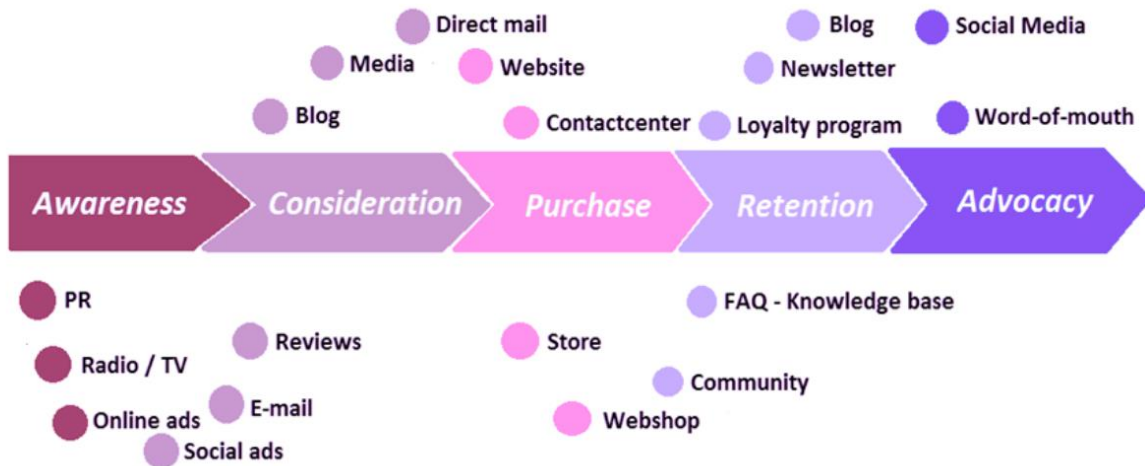 Direct mail
Blog
Social Media
Media
Website
Newsletter
Blog
Contactcenter
Loyalty program
Word-of-mouth
Awareness
Consideration
Purchase
Retention
Advocacy
PR
FAQ - Knowledge base
Reviews
Store
Radio / TV
Community
E-mail
Online ads
Webshop
Social ads